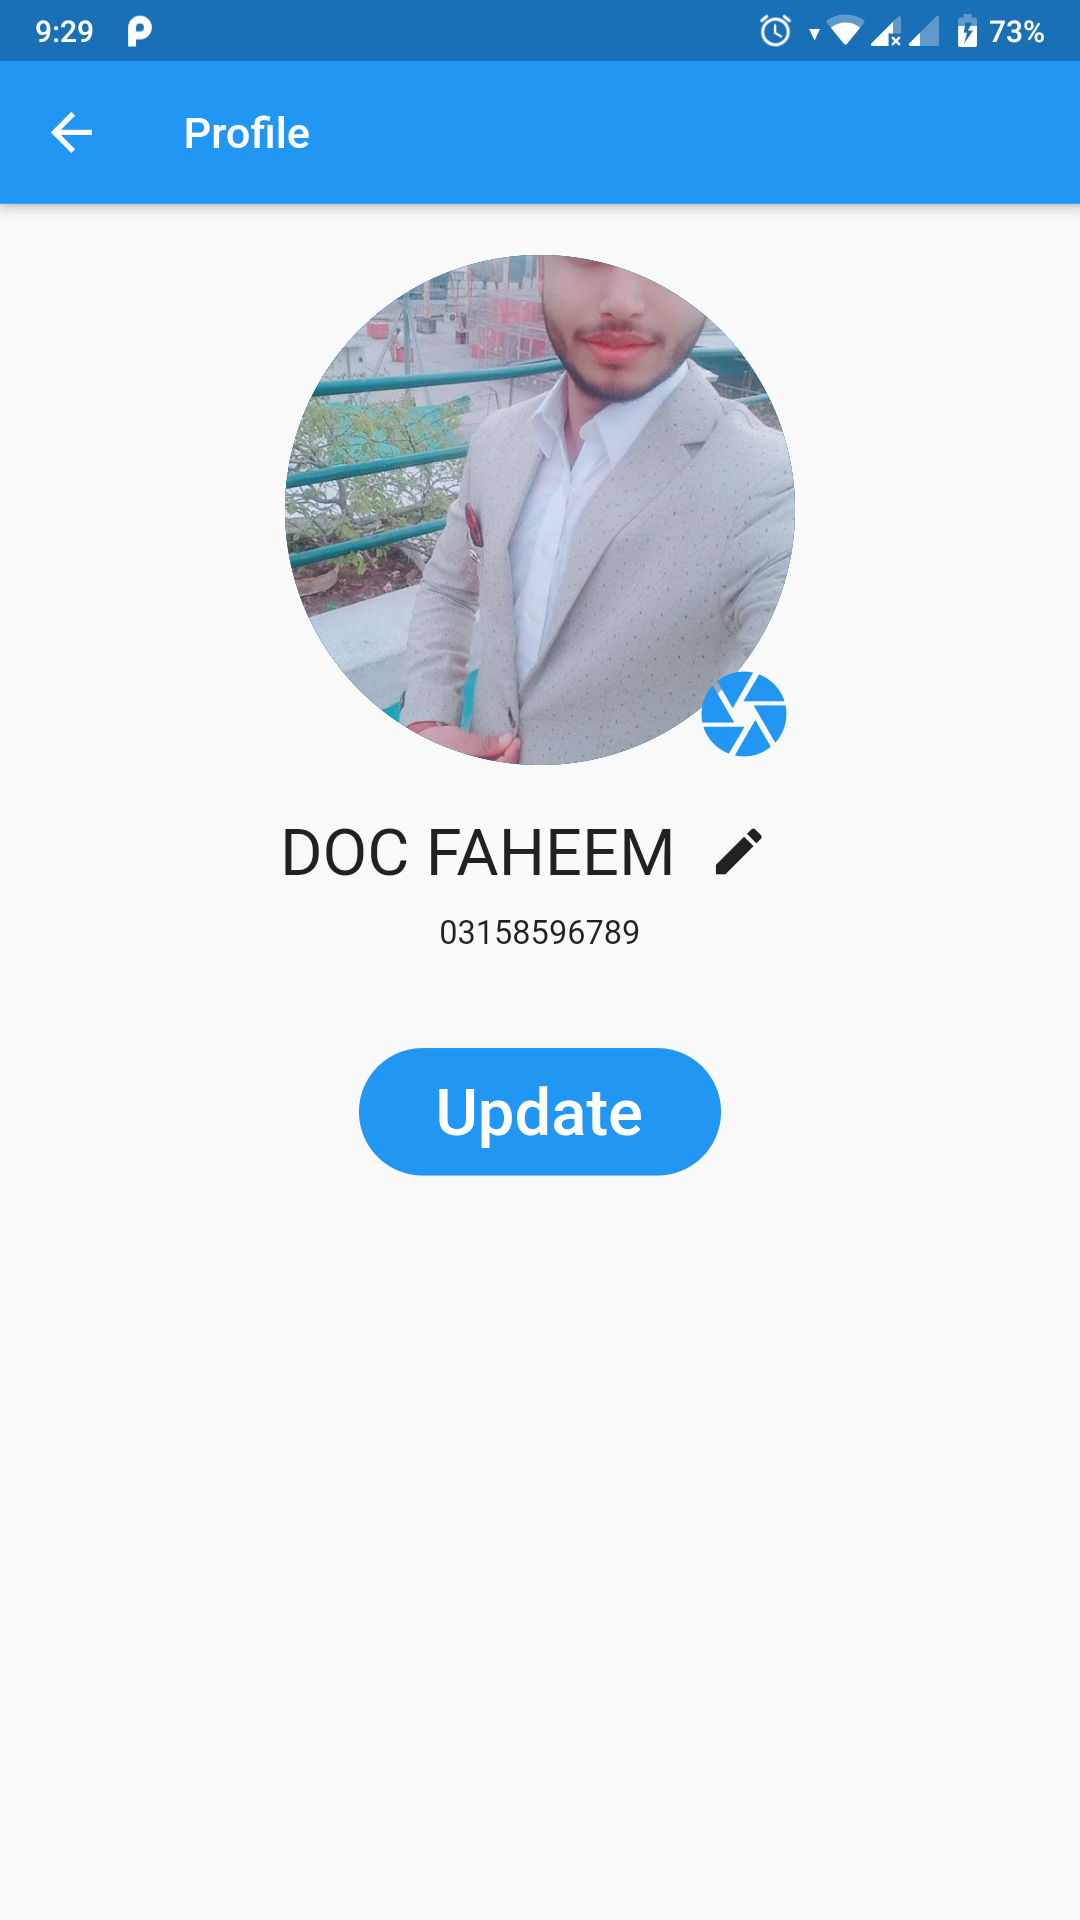 9:29 73%
Profile
DOC FAHEEM
03158596789
Update